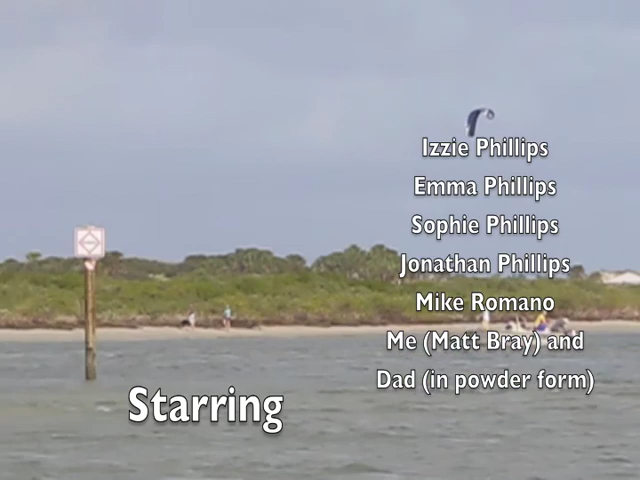 Izzie Phillips
Emma Phillips
Sophie Phillips
Jonathan Phillips
Mike Romano
Me (Matt Bray) and
Dad (in powder form)
Starring